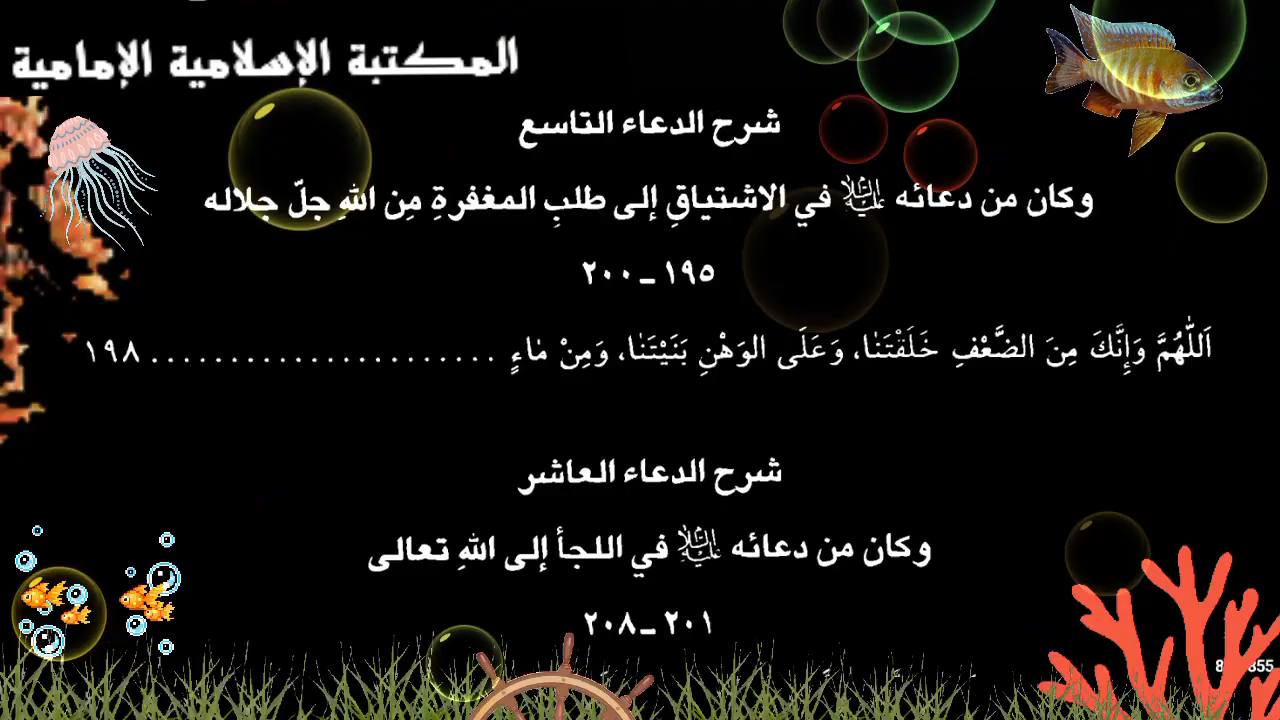 المكتبة الإسلامية الإمامية
شرح الدعاء التاسع
وكان من دعائه عليه السلام في الاشتياقِ إلى طلبِ المغفرةِ مِن اللهِ جلّ جلاله
١٩٥ ـ ٢٠٠
اَللّٰهُمَّ وَإِنَّكَ مِنَ الضَّعْفِ خَلَقْتَنٰا، وَعَلَى الوَهْنِ بَنَيْتَنٰا، وَمِنْ مٰاءٍ ...................... ١٩٨
شرح الدعاء العاشر
وكان من دعائه عليه السلام في اللجأ إلى اللهِ تعالى
٢٠١ ـ ٢٠٨